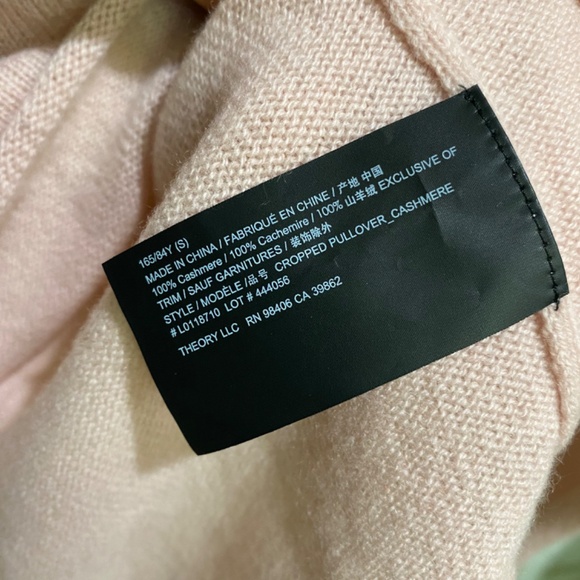 165/84Y (S)
MADE IN CHINA / FABRIQUÉ EN CHINE / 产地 中国
100% Cashmere / 100% Cachemire / 100% 山羊绒 EXCLUSIVE OF
TRIM / SAUF GARNITURES / 装饰除外
STYLE / MODÈLE / 品号 CROPPED PULLOVER_CASHMERE
# L0118710 LOT # 444056
THEORY LLC RN 98406 CA 39862